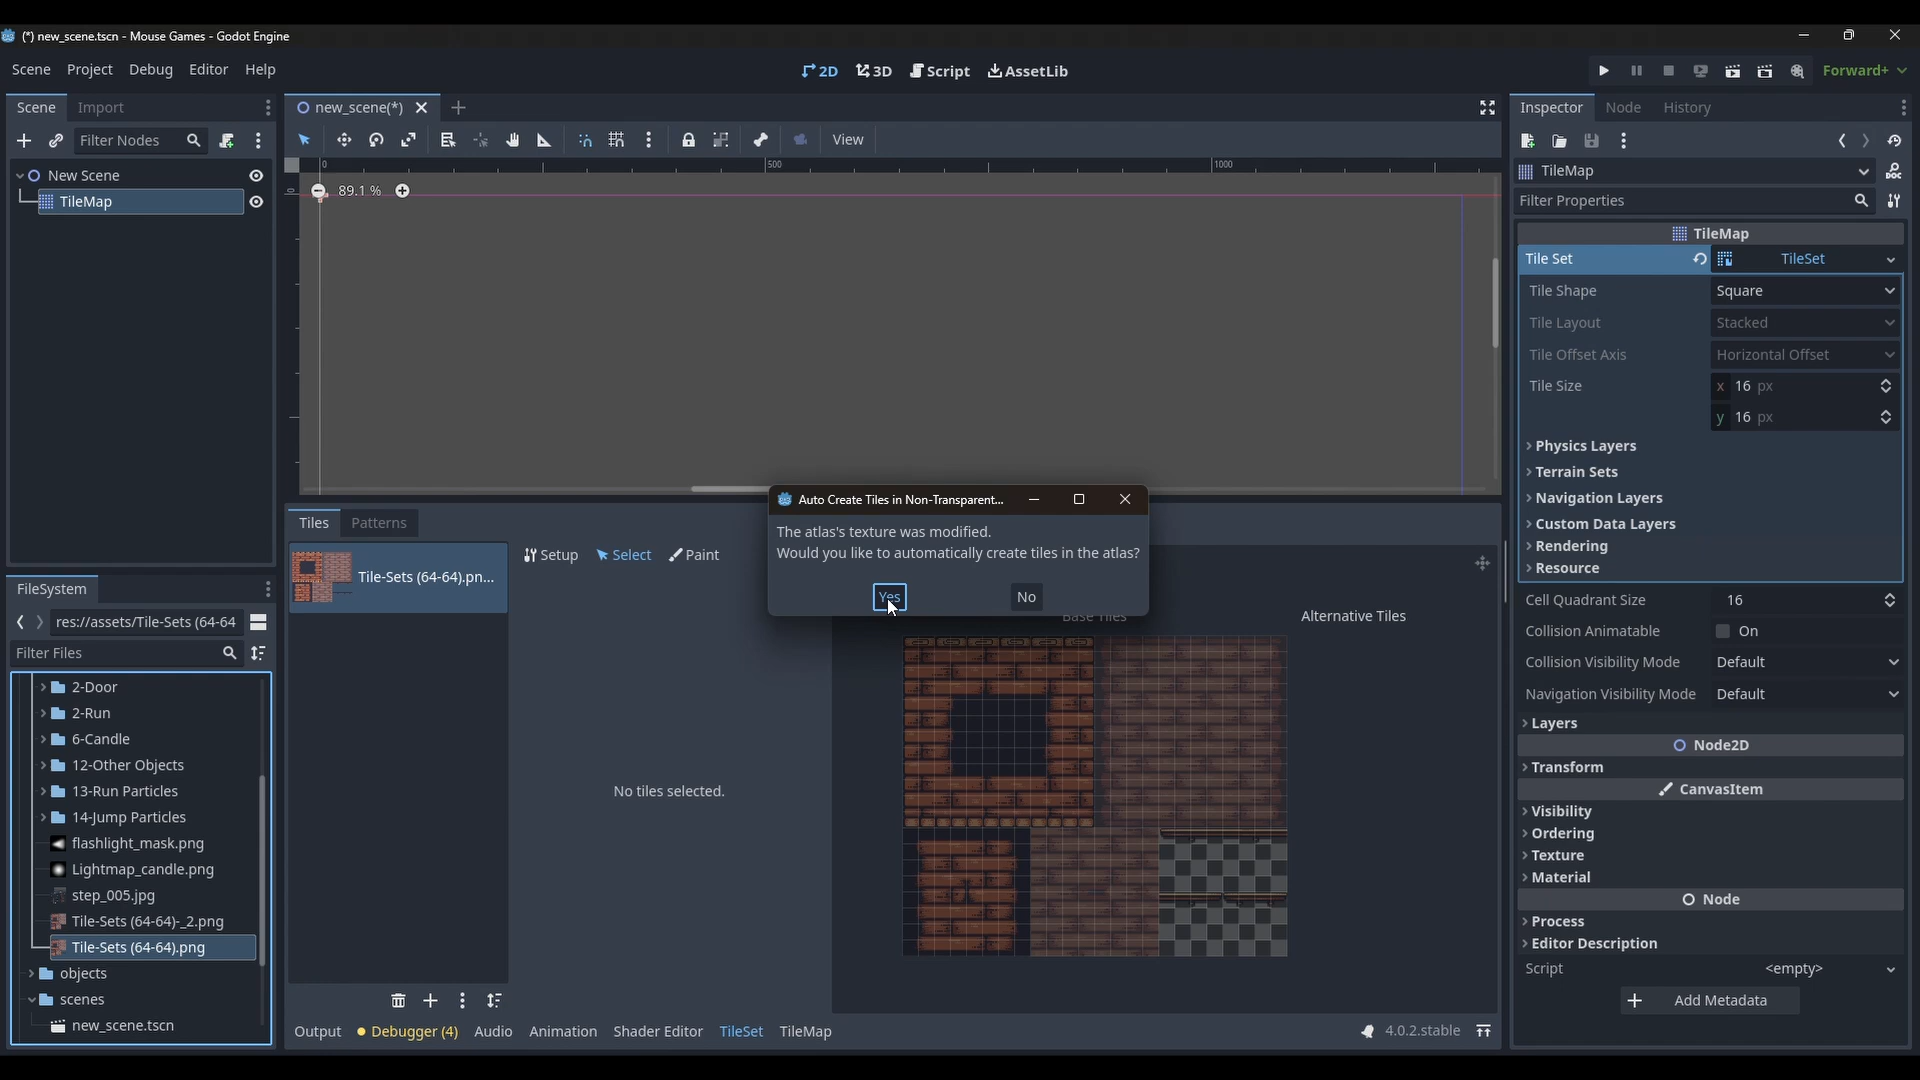 (*) new_scene.tscn - Mouse Games - Godot Engine
Scene Project Debug Editor Help
2D 3D Script AssetLib
Forward+
Scene Import
new_scene(*)
Inspector Node History
Filter Nodes
View
TileMap
New Scene
TileMap
0 500 1000
0
89.1 %
Filter Properties
TileMap
Tile Set TileSet
Tile Shape Square
Tile Layout Stacked
Tile Offset Axis Horizontal Offset
Tile Size x 16 px
y 16 px
Physics Layers
Terrain Sets
Navigation Layers
Custom Data Layers
Rendering
Resource
Cell Quadrant Size 16
Collision Animatable On
Collision Visibility Mode Default
Navigation Visibility Mode Default
Layers
Node2D
Transform
CanvasItem
Visibility
Ordering
Texture
Material
Node
Process
Editor Description
Script <empty>
Add Metadata
Auto Create Tiles in Non-Transparent...
The atlas's texture was modified.
Would you like to automatically create tiles in the atlas?
Yes No
Tiles Patterns
Tile-Sets (64-64).pn...
Setup Select Paint
Base Tiles Alternative Tiles
No tiles selected.
FileSystem
res://assets/Tile-Sets (64-64
Filter Files
2-Door
2-Run
6-Candle
12-Other Objects
13-Run Particles
14-Jump Particles
flashlight_mask.png
Lightmap_candle.png
step_005.jpg
Tile-Sets (64-64)-_2.png
Tile-Sets (64-64).png
objects
scenes
new_scene.tscn
Output Debugger (4) Audio Animation Shader Editor TileSet TileMap
4.0.2.stable